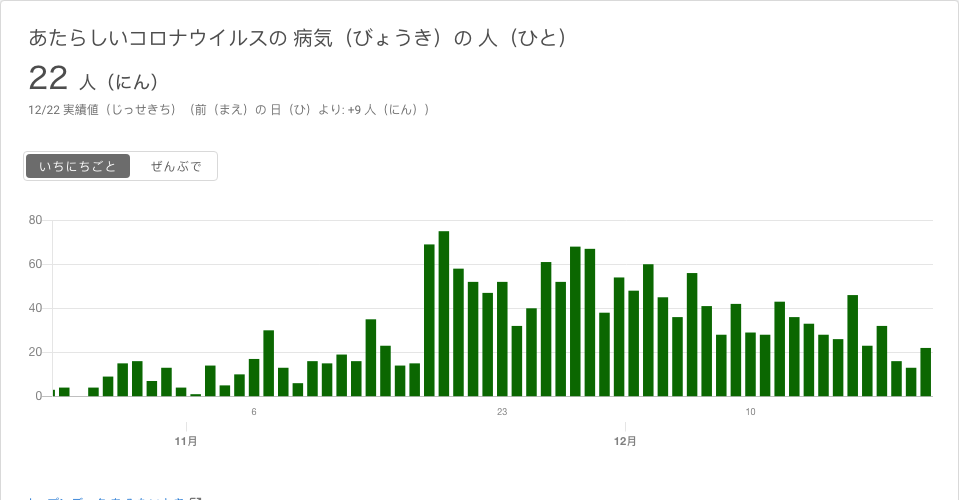 あたらしいコロナウイルスの 病気（びょうき）の 人（ひと）
22 人（にん）
12/22 実績値（じっせきち）（前（まえ）の 日（ひ）より: +9 人（にん））
いちにちごと ぜんぶで
80
60
40
20
0
6 23 10
11月 12月